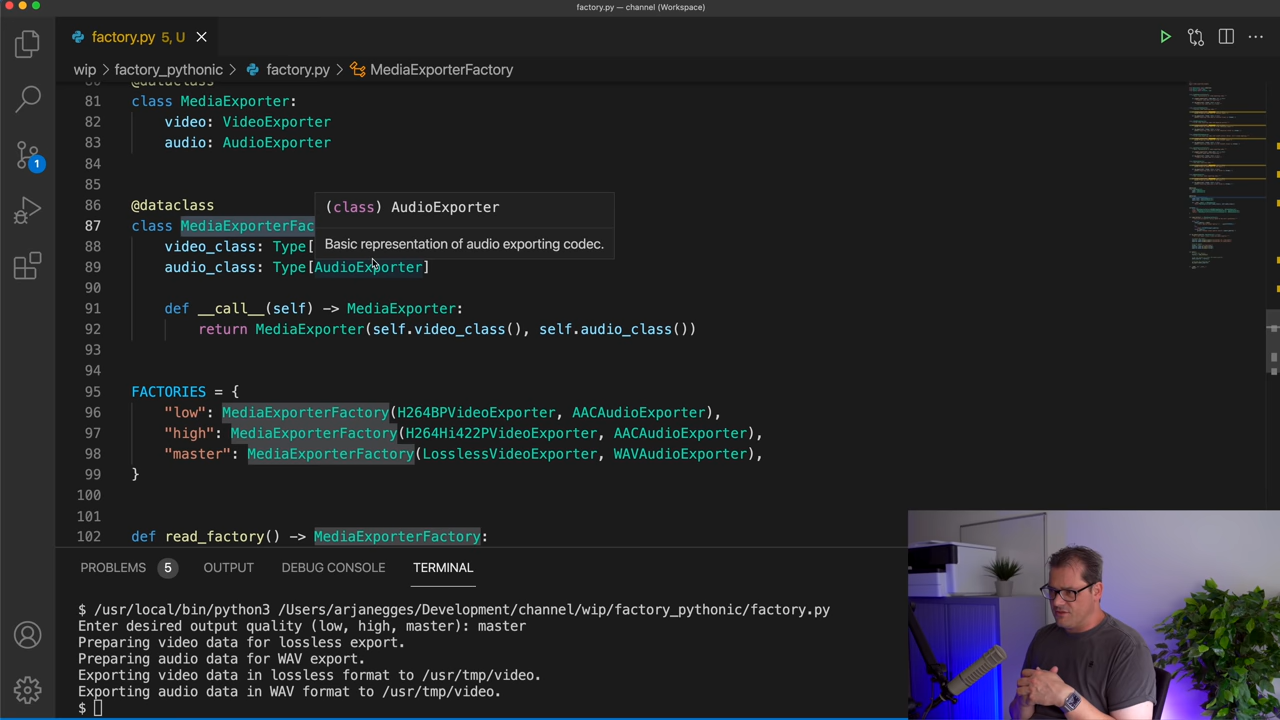 factory.py — channel (Workspace)
factory.py 5, U
wip > factory_pythonic > factory.py > MediaExporterFactory
@dataclass
81 class MediaExporter:
82 video: VideoExporter
83 audio: AudioExporter
84
85
86 @dataclass
(class) AudioExporter
87 class MediaExporterFac
Basic representation of audio exporting codec.
88 video_class: Type[
89 audio_class: Type[AudioExporter]
90
91 def __call__(self) -> MediaExporter:
92 return MediaExporter(self.video_class(), self.audio_class())
93
94
95 FACTORIES = {
96 "low": MediaExporterFactory(H264BPVideoExporter, AACAudioExporter),
97 "high": MediaExporterFactory(H264Hi422PVideoExporter, AACAudioExporter),
98 "master": MediaExporterFactory(LosslessVideoExporter, WAVAudioExporter),
99 }
100
101
102 def read_factory() -> MediaExporterFactory:
1
PROBLEMS 5 OUTPUT DEBUG CONSOLE TERMINAL
$ /usr/local/bin/python3 /Users/arjanegges/Development/channel/wip/factory_pythonic/factory.py
Enter desired output quality (low, high, master): master
Preparing video data for lossless export.
Preparing audio data for WAV export.
Exporting video data in lossless format to /usr/tmp/video.
Exporting audio data in WAV format to /usr/tmp/video.
$